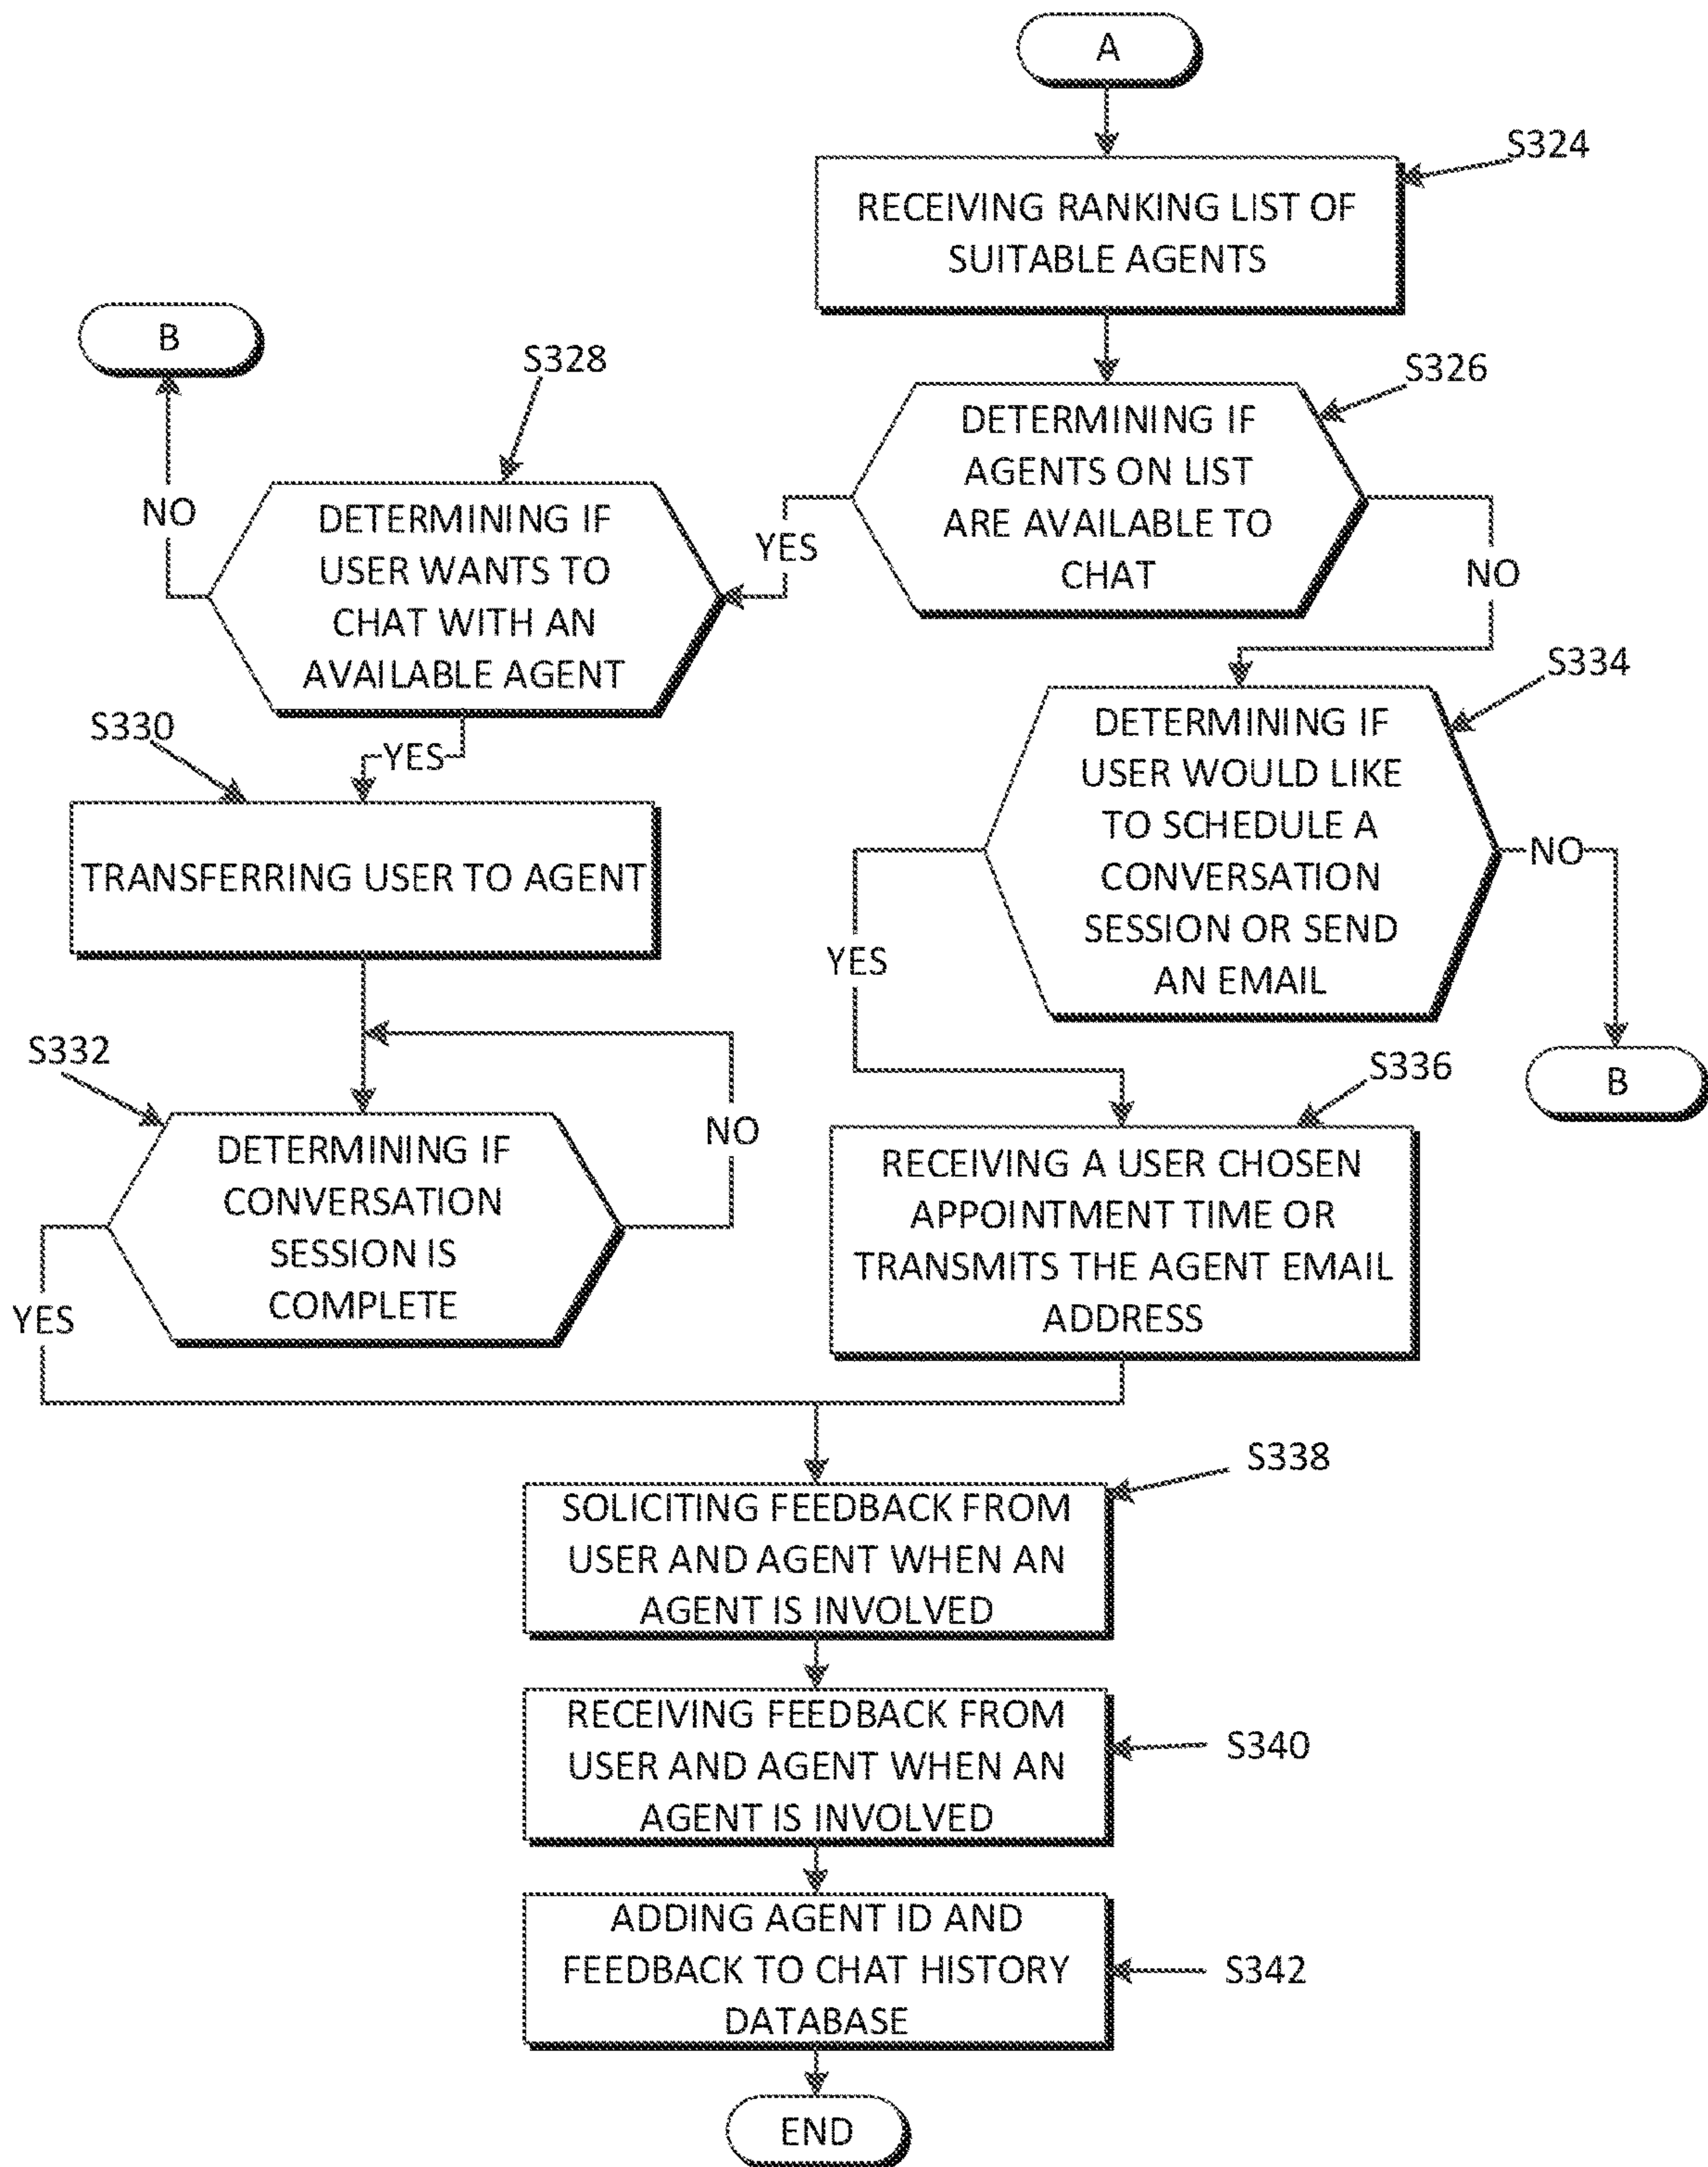 A
S324
RECEIVING RANKING LIST OF
SUITABLE AGENTS
B
S328
S326
DETERMINING IF
AGENTS ON LIST
ARE AVAILABLE TO
CHAT
NO
YES
NO
DETERMINING IF
USER WANTS TO
CHAT WITH AN
AVAILABLE AGENT
S334
S330
YES
DETERMINING IF
USER WOULD LIKE
TO SCHEDULE A
CONVERSATION
SESSION OR SEND
AN EMAIL
NO
YES
B
TRANSFERRING USER TO AGENT
S332
NO
DETERMINING IF
CONVERSATION
SESSION IS
COMPLETE
YES
S336
RECEIVING A USER CHOSEN
APPOINTMENT TIME OR
TRANSMITS THE AGENT EMAIL
ADDRESS
S338
SOLICITING FEEDBACK FROM
USER AND AGENT WHEN AN
AGENT IS INVOLVED
RECEIVING FEEDBACK FROM
USER AND AGENT WHEN AN
AGENT IS INVOLVED
S340
ADDING AGENT ID AND
FEEDBACK TO CHAT HISTORY
DATABASE
S342
END